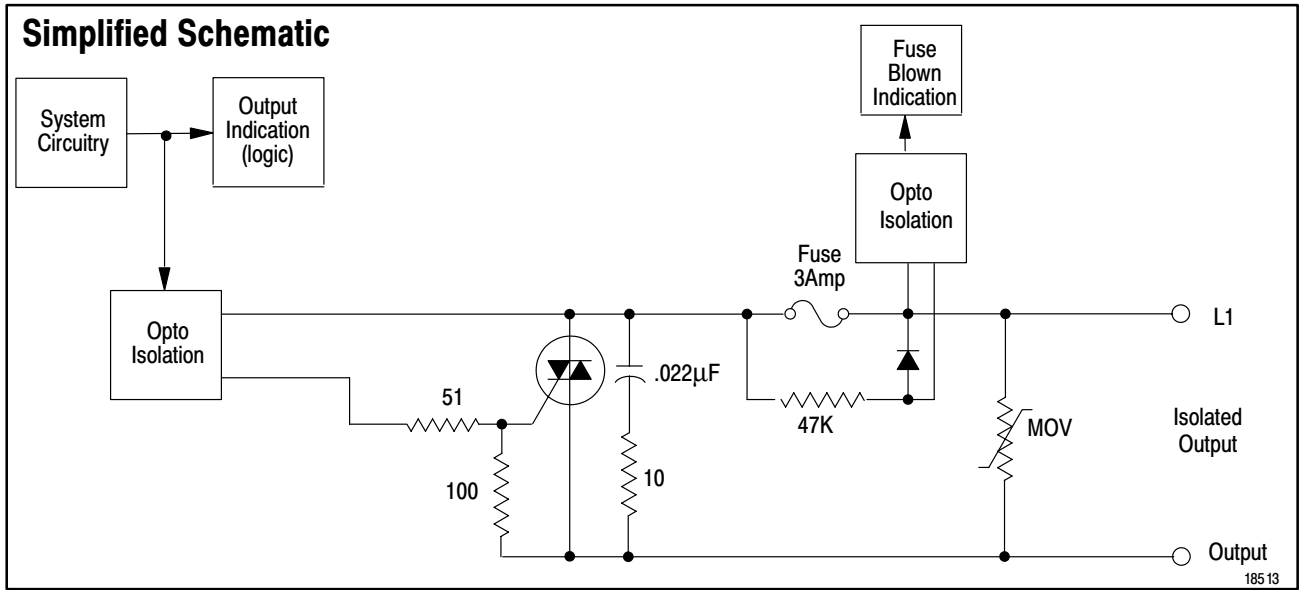 Simplified Schematic
System
Circuitry
Output
Indication
(logic)
Fuse
Blown
Indication
Opto
Isolation
Fuse
3Amp
Opto
Isolation
L1
.022µF
51
47K
MOV
Isolated
Output
100
10
Output
18513